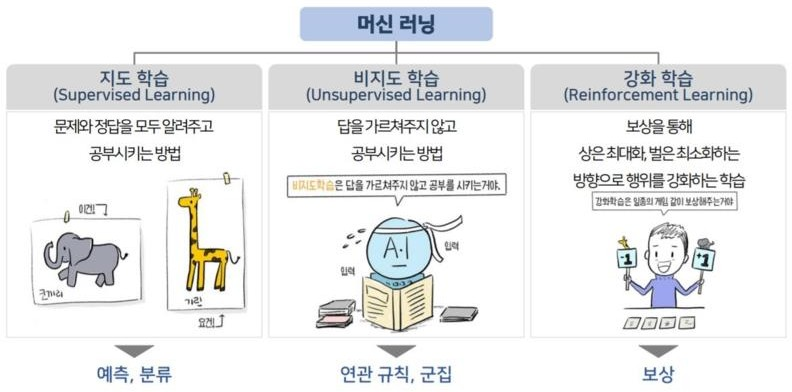 머신 러닝
지도 학습
(Supervised Learning)
문제와 정답을 모두 알려주고
공부시키는 방법
이건!
코끼리
기린
요건!
예측, 분류
비지도 학습
(Unsupervised Learning)
답을 가르쳐주지 않고
공부시키는 방법
비지도학습은 답을 가르쳐주지 않고 공부를 시키는거야.
A.I
입력
입력
연관 규칙, 군집
강화 학습
(Reinforcement Learning)
보상을 통해
상은 최대화, 벌은 최소화하는
방향으로 행위를 강화하는 학습
강화학습은 일종의 게임 같이 보상해주는거야
-1
+1
보상